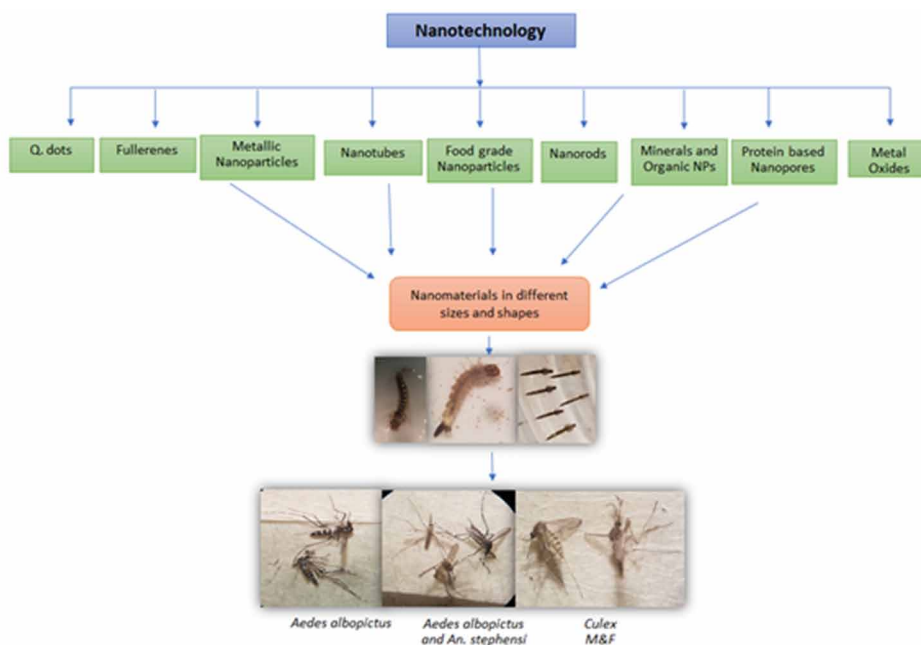 Nanotechnology
Q. dots
Fullerenes
Metallic
Nanoparticles
Nanotubes
Food grade
Nanoparticles
Nanorods
Minerals and
Organic NPs
Protein based
Nanopores
Metal
Oxides
Nanomaterials in different
sizes and shapes
Aedes albopictus
Aedes albopictus
and An. stephensi
Culex
M&F